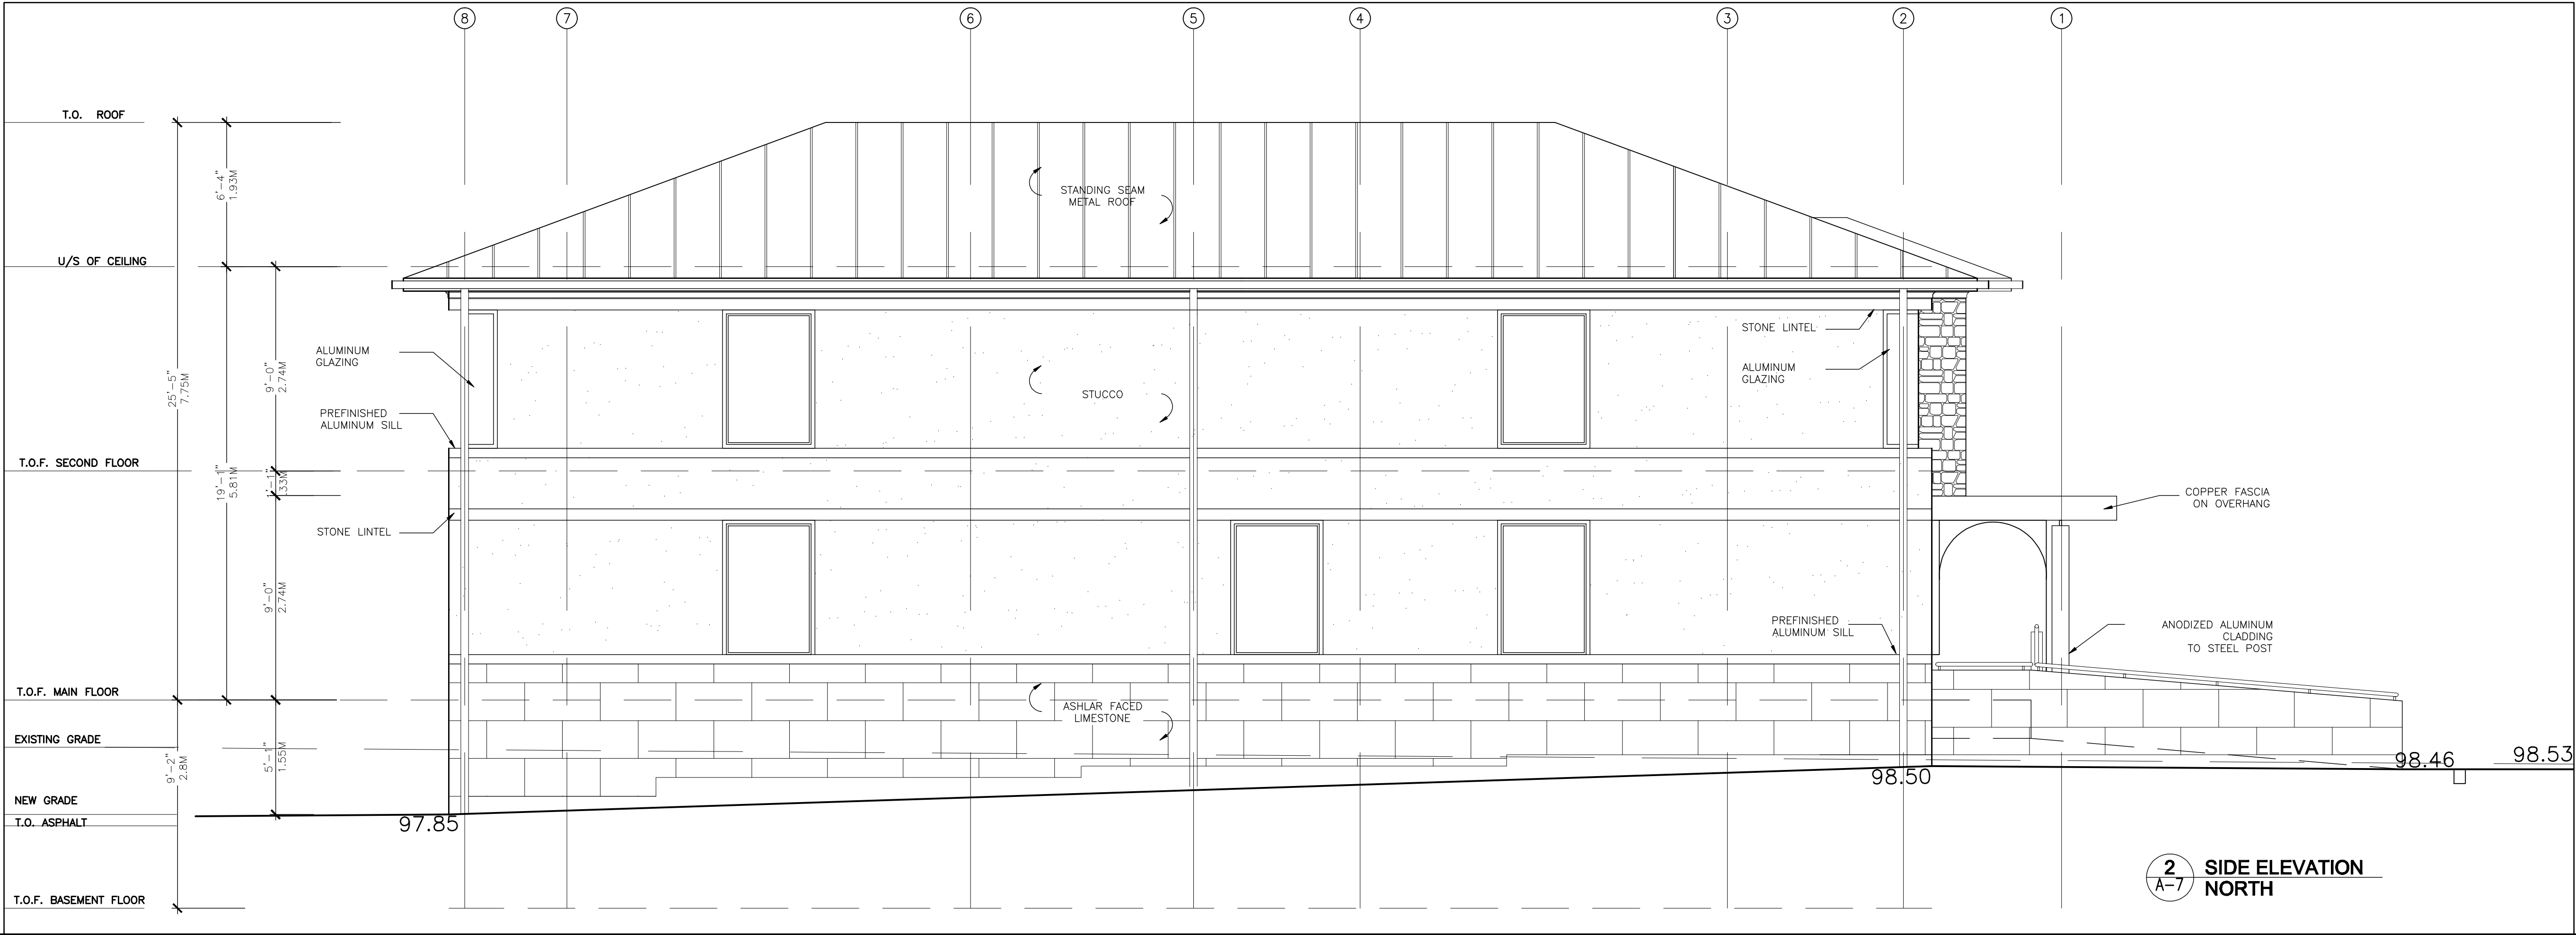 8
7
6
5
4
3
2
1
T.O. ROOF
6'-4"
1.93M
STANDING SEAM
METAL ROOF
U/S OF CEILING
25'-5"
7.75M
19'-1"
5.81M
9'-0"
2.74M
ALUMINUM
GLAZING
STUCCO
STONE LINTEL
ALUMINUM
GLAZING
PREFINISHED
ALUMINUM SILL
T.O.F. SECOND FLOOR
1'-1"
.33M
STONE LINTEL
COPPER FASCIA
ON OVERHANG
9'-0"
2.74M
PREFINISHED
ALUMINUM SILL
ANODIZED ALUMINUM
CLADDING
TO STEEL POST
T.O.F. MAIN FLOOR
ASHLAR FACED
LIMESTONE
EXISTING GRADE
9'-2"
2.8M
5'-1"
1.55M
98.50
98.46
98.53
NEW GRADE
T.O. ASPHALT
97.85
2
A-7
SIDE ELEVATION
NORTH
T.O.F. BASEMENT FLOOR